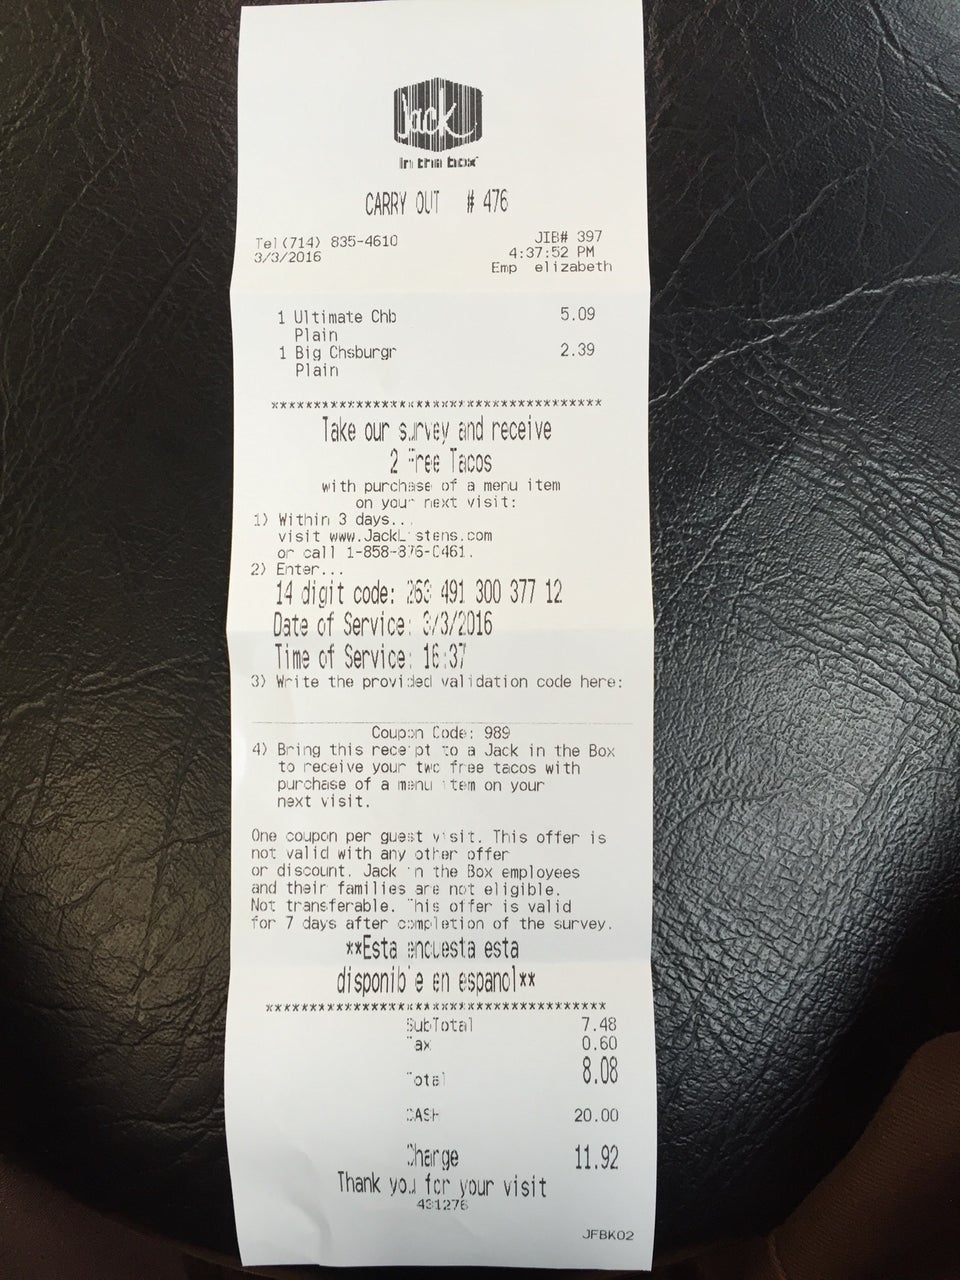 Jack
in the box
CARRY OUT # 476
Tel (714) 835-4610
JIB# 397
3/3/2016
4:37:52 PM
Emp elizabeth
1 Ultimate Chb 5.09
Plain
1 Big Chsburgr 2.39
Plain
****************************************
Take our survey and receive
2 Free Tacos
with purchase of a menu item
on your next visit:
1) Within 3 days...
visit www.JackListens.com
or call 1-858-876-0461.
2) Enter...
14 digit code: 263 491 300 377 12
Date of Service: 3/3/2016
Time of Service: 16:37
3) Write the provided validation code here:
Coupon Code: 989
4) Bring this receipt to a Jack in the Box
to receive your two free tacos with
purchase of a menu item on your
next visit.
One coupon per guest visit. This offer is
not valid with any other offer
or discount. Jack in the Box employees
and their families are not eligible.
Not transferable. This offer is valid
for 7 days after completion of the survey.
**Esta encuesta esta
disponible en espanol**
****************************************
SubTotal 7.48
Tax 0.60
Total 8.08
CASH 20.00
Change 11.92
Thank you for your visit
431276
JFBK02